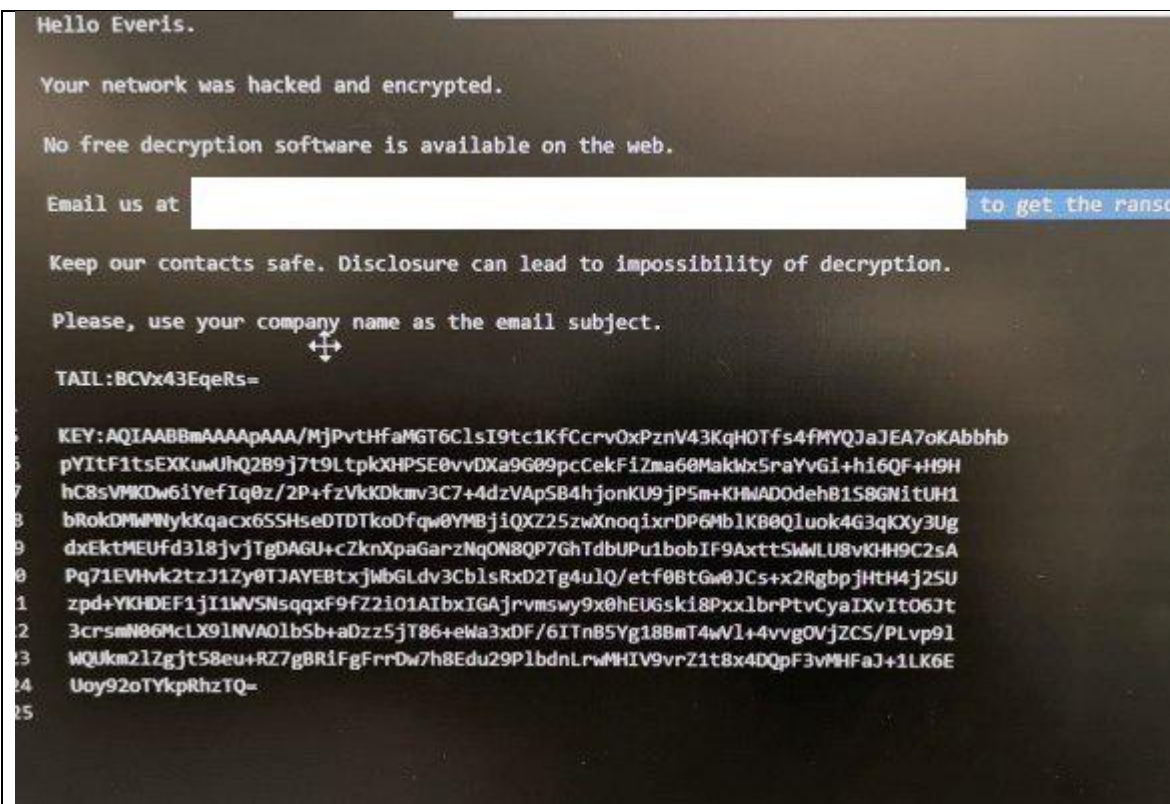 Hello Everis.
Your network was hacked and encrypted.
No free decryption software is available on the web.
Email us at to get the
Keep our contacts safe. Disclosure can lead to impossibility of decryption.
Please, use your company name as the email subject.
TAIL:BCVx43EqeRs=
KEY:AQIAABBmAAAApAAA/MjPvtHfaMGT6ClsI9tc1KfCcrvOxPznV43KqHOTfs4fMYQJaJEA7oKAbbhb
pYItF1tsEXKuwUhQ2B9j7t9LtpkXHPSE0vvDXa9G09pcCekFiZma60MakWx5raYvGi+hi6QF+H9H
hC8sVMKDw6iYefIq0z/2P+fzVkKDkmv3C7+4dzVApSB4hjonKU9jP5m+KHWADOdehB1S8GNitUH1
bRokDMWMNykKqacx6SSHseDTDTkoDfqw0YMBjiQXZ25zwXnoqixrDP6MblKB0Qluok4G3qKXy3Ug
dxEktMEUfd3l8jvjTgDAGU+cZknXpaGarzNqON8QP7GhTdbUPu1bobIF9AxttSWWLU8vKHH9C2sA
Pq71EVHvk2tzJ1Zy0TJAYEBtxjWbGLdv3CblsRxD2Tg4ulQ/etf0BtGw0JCs+x2RgbpjHtH4j2SU
zpd+YKHDEF1jI1WVSNsqqxF9fZ2iO1AIbxIGAjrvmswy9x0hEUGski8PxxlbrPtvCyaIXvItO6Jt
3crsmN06McLX9lNVAOlbSb+aDzz5jT86+eWa3xDF/6ITnB5Yg18BmT4wVl+4vvgOVjZCS/PLvp9l
WQUkm2lZgjt58eu+RZ7gBRiFgFrrDw7h8Edu29PlbdnLrwMHIV9vrZ1t8x4DQpF3vMHFaJ+1LK6E
Uoy92oTYkpRhzTQ=
25